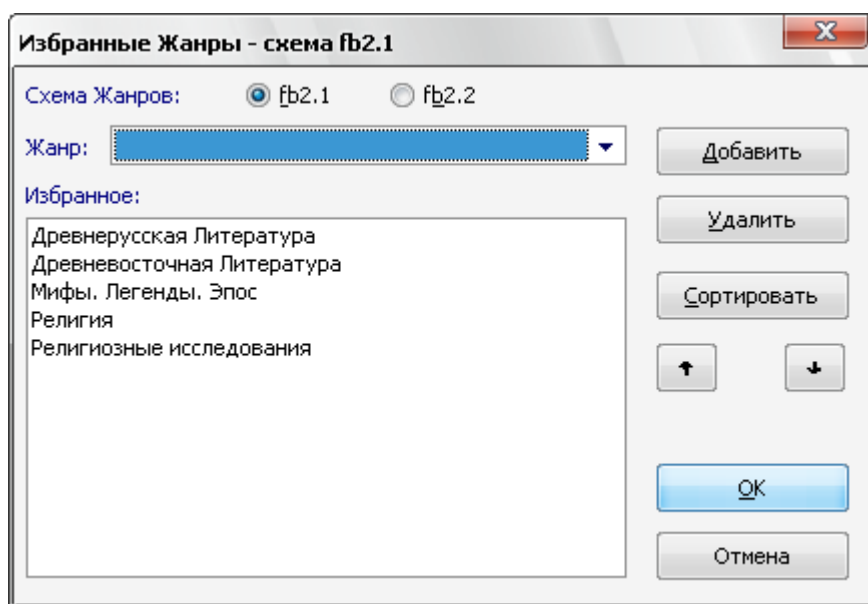 Избранные Жанры - схема fb2.1
Схема Жанров: fb2.1 fb2.2
Жанр:
Добавить
Избранное:
Удалить
Древнерусская Литература
Древневосточная Литература
Мифы. Легенды. Эпос
Религия
Религиозные исследования
Сортировать
OK
Отмена